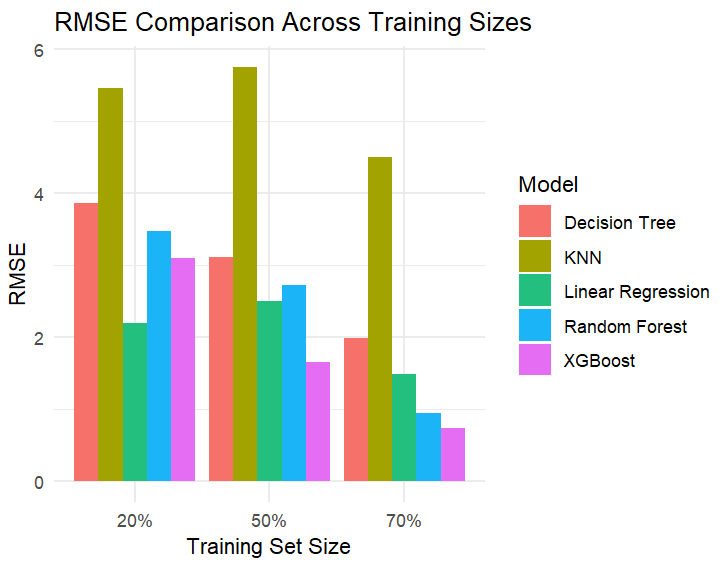 RMSE Comparison Across Training Sizes
6
4
2
0
RMSE
20%
50%
70%
Training Set Size
Model
Decision Tree
KNN
Linear Regression
Random Forest
XGBoost